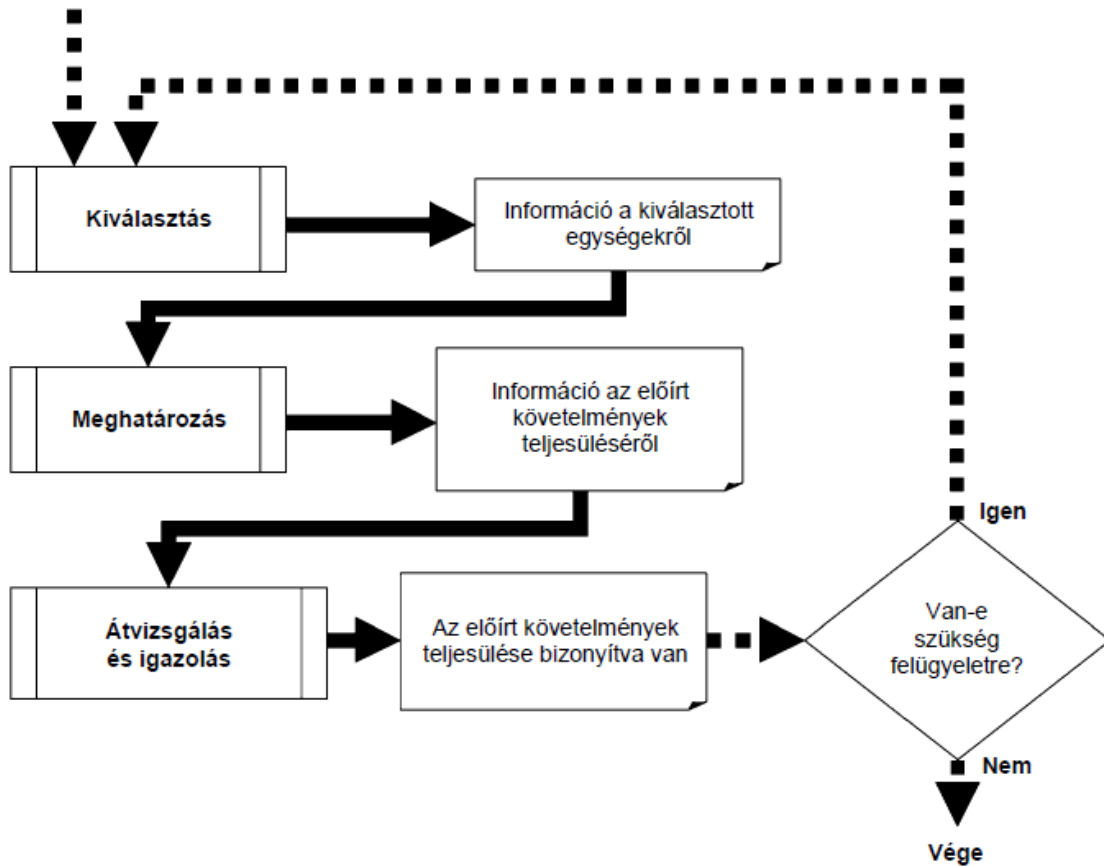 Kiválasztás
Információ a kiválasztott
egységekről
Meghatározás
Információ az előírt
követelmények
teljesüléséről
Igen
Átvizsgálás
és igazolás
Az előírt követelmények
teljesülése bizonyítva van
Van-e
szükség
felügyeletre?
Nem
Vége